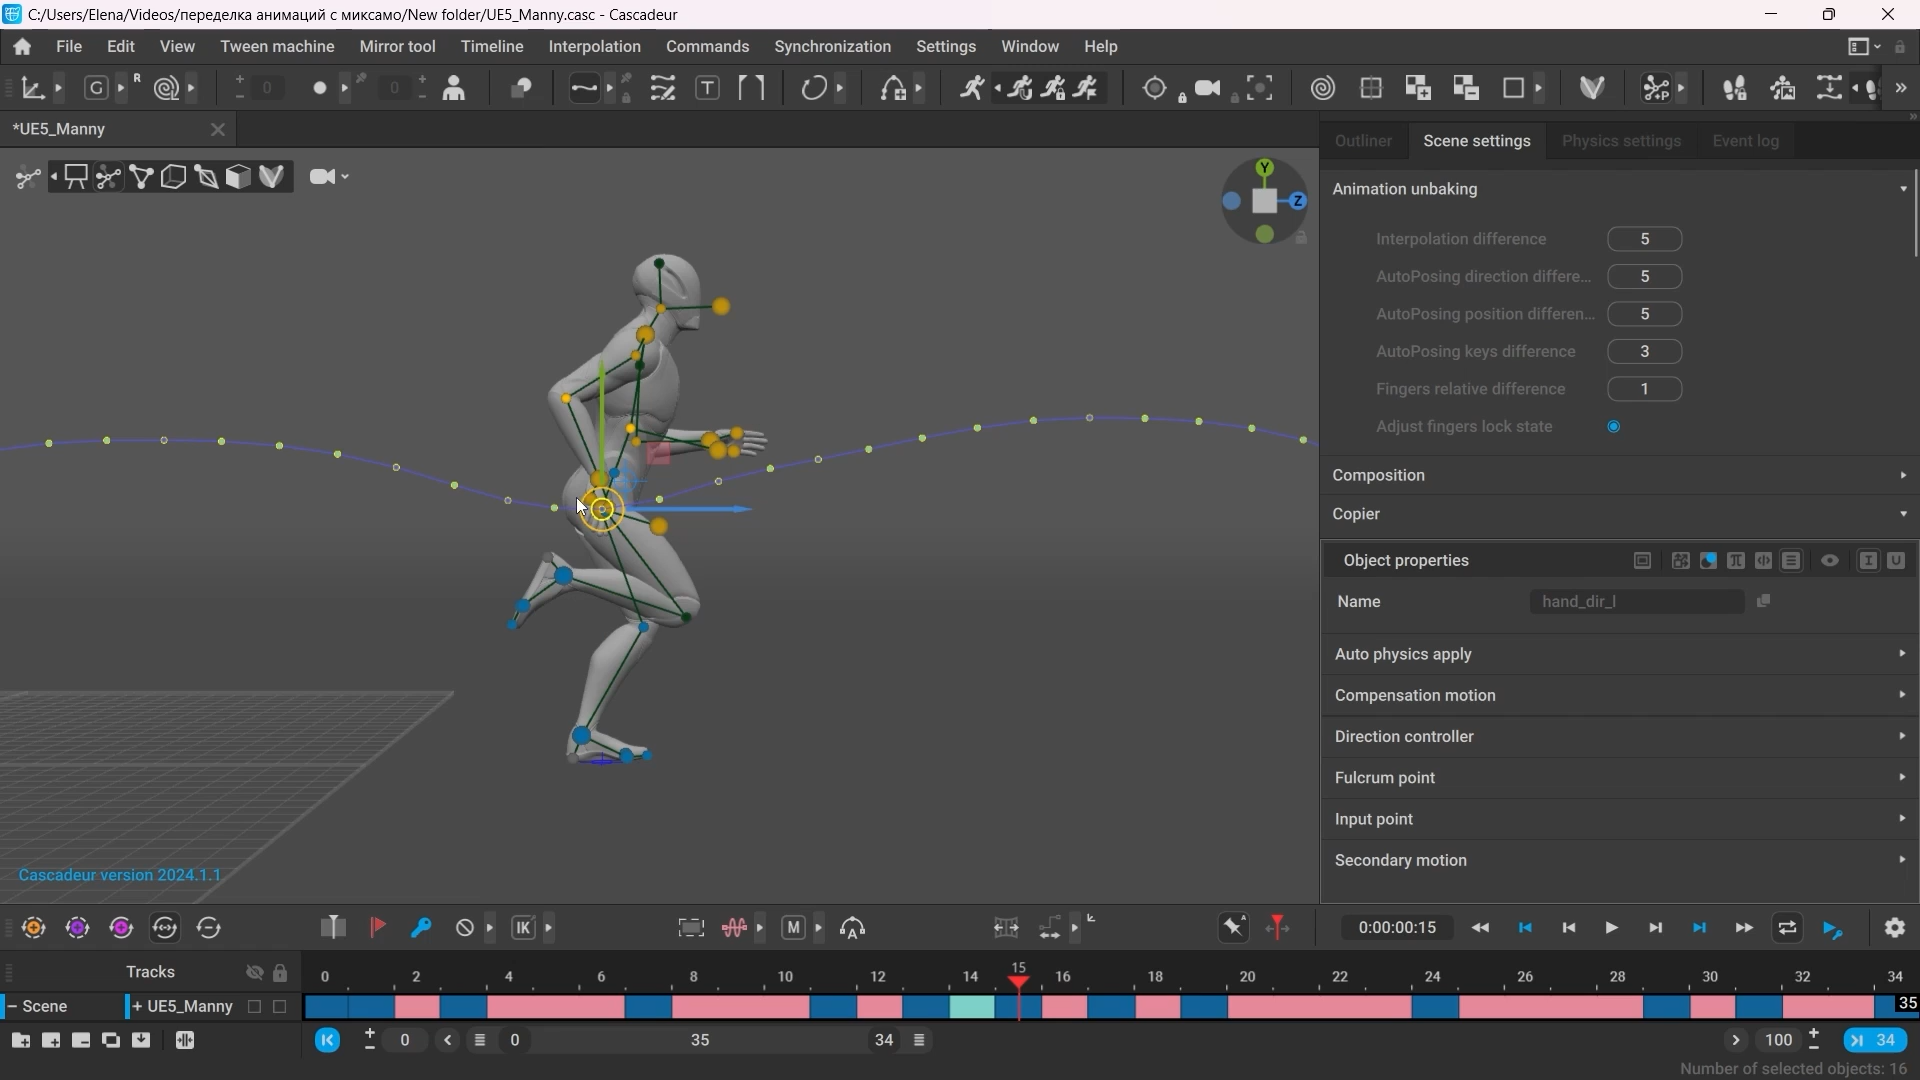 C:/Users/Elena/Videos/переделка анимаций с миксамо/New folder/UE5_Manny.casc - Cascadeur
File Edit View Tween machine Mirror tool Timeline Interpolation Commands Synchronization Settings Window Help
G R 0 0 T P
*UE5_Manny
Outliner Scene settings Physics settings Event log
Y
Z
Animation unbaking
Interpolation difference 5
AutoPosing direction differe... 5
AutoPosing position differen... 5
AutoPosing keys difference 3
Fingers relative difference 1
Adjust fingers lock state
Composition
Copier
Object properties I U
Name hand_dir_l
Auto physics apply
Compensation motion
Direction controller
Fulcrum point
Input point
Secondary motion
Cascadeur version 2024.1.1
IK M A 0:00:00:15
Tracks 0 2 4 6 8 10 12 14 15 16 18 20 22 24 26 28 30 32 34
Scene UE5_Manny 35
0 0 35 34 100 34
Number of selected objects: 16